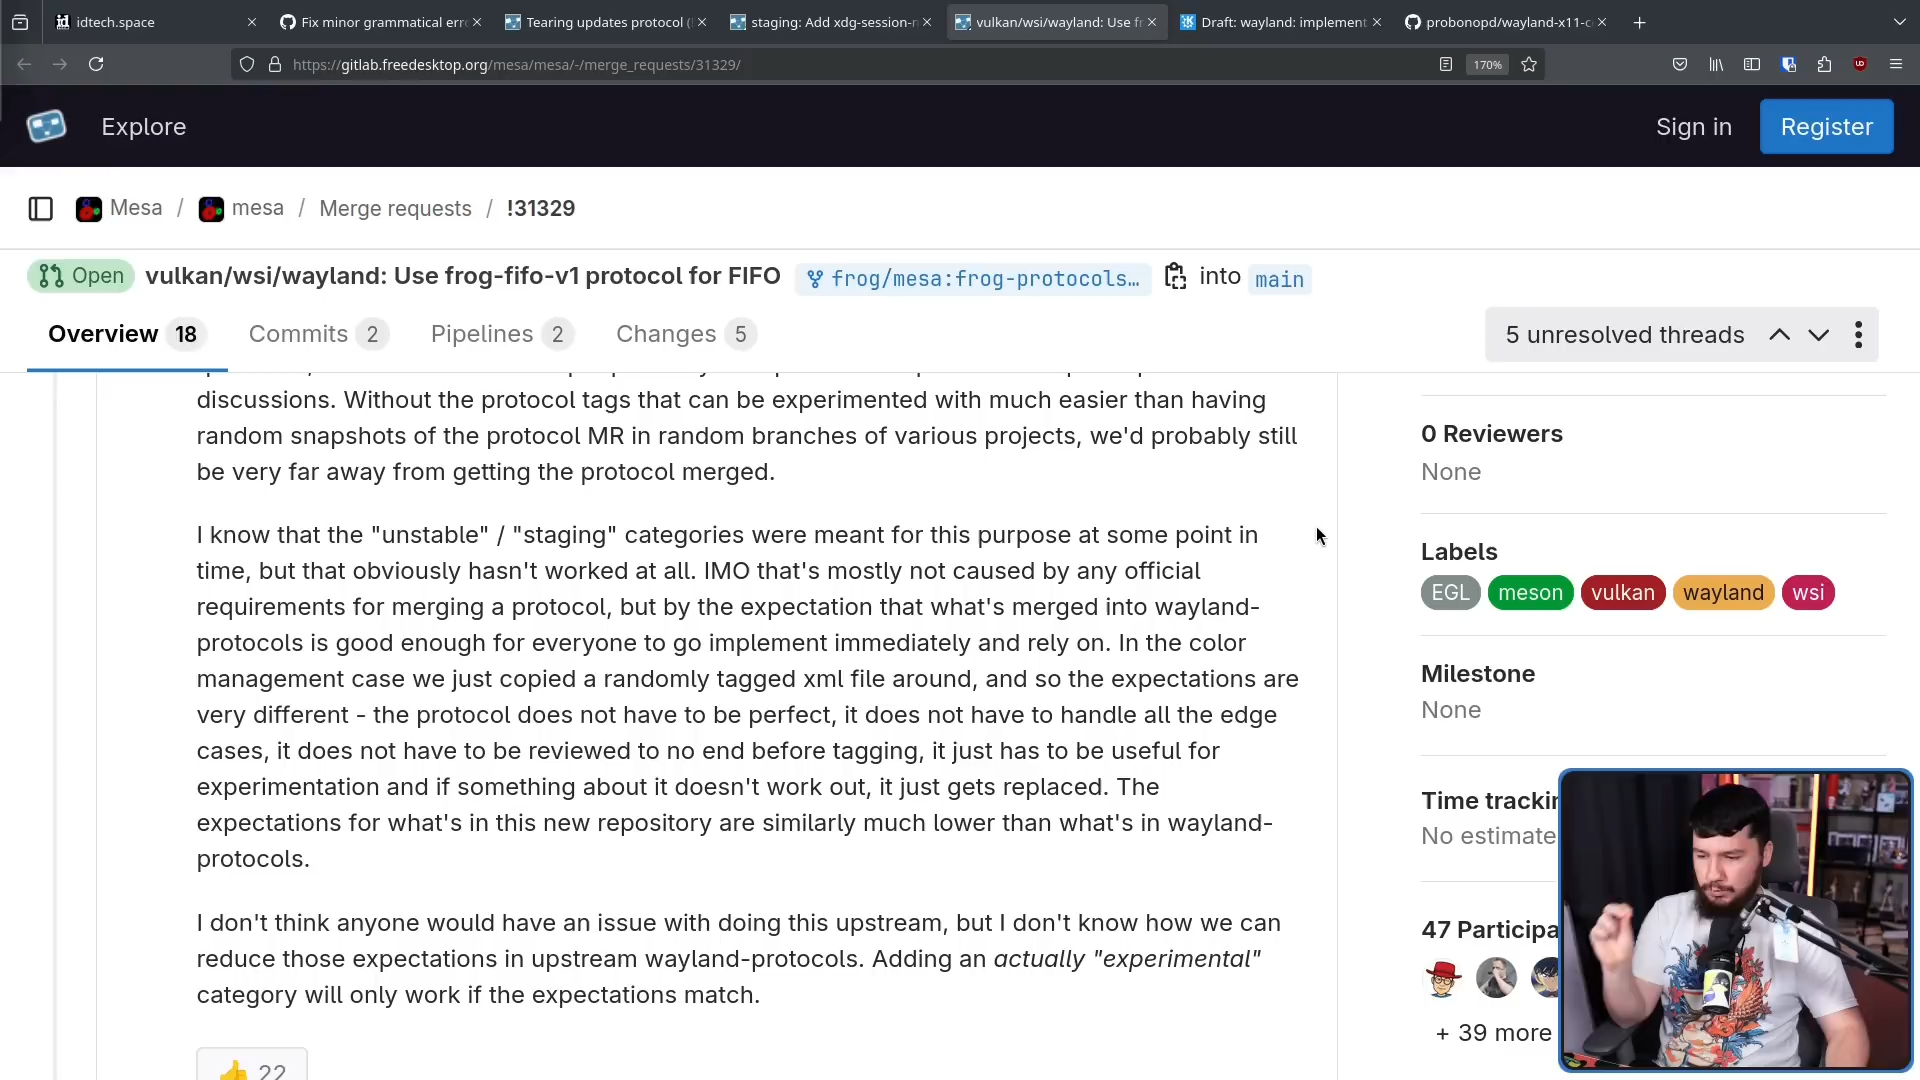 idtech.space
Fix minor grammatical erro
Tearing updates protocol (
staging: Add xdg-session-
vulkan/wsi/wayland: Use fr
Draft: wayland: implement
probonopd/wayland-x11-c
https://gitlab.freedesktop.org/mesa/mesa/-/merge_requests/31329/
170%
Explore
Sign in
Register
Mesa / mesa / Merge requests / !31329
Open vulkan/wsi/wayland: Use frog-fifo-v1 protocol for FIFO frog/mesa:frog-protocols… into main
Overview 18 Commits 2 Pipelines 2 Changes 5
5 unresolved threads
discussions. Without the protocol tags that can be experimented with much easier than having
random snapshots of the protocol MR in random branches of various projects, we'd probably still
be very far away from getting the protocol merged.
I know that the "unstable" / "staging" categories were meant for this purpose at some point in
time, but that obviously hasn't worked at all. IMO that's mostly not caused by any official
requirements for merging a protocol, but by the expectation that what's merged into wayland-
protocols is good enough for everyone to go implement immediately and rely on. In the color
management case we just copied a randomly tagged xml file around, and so the expectations are
very different - the protocol does not have to be perfect, it does not have to handle all the edge
cases, it does not have to be reviewed to no end before tagging, it just has to be useful for
experimentation and if something about it doesn't work out, it just gets replaced. The
expectations for what's in this new repository are similarly much lower than what's in wayland-
protocols.
I don't think anyone would have an issue with doing this upstream, but I don't know how we can
reduce those expectations in upstream wayland-protocols. Adding an actually "experimental"
category will only work if the expectations match.
👍 22
0 Reviewers
None
Labels
EGL meson vulkan wayland wsi
Milestone
None
Time trackin
No estimate
47 Participa
+ 39 more